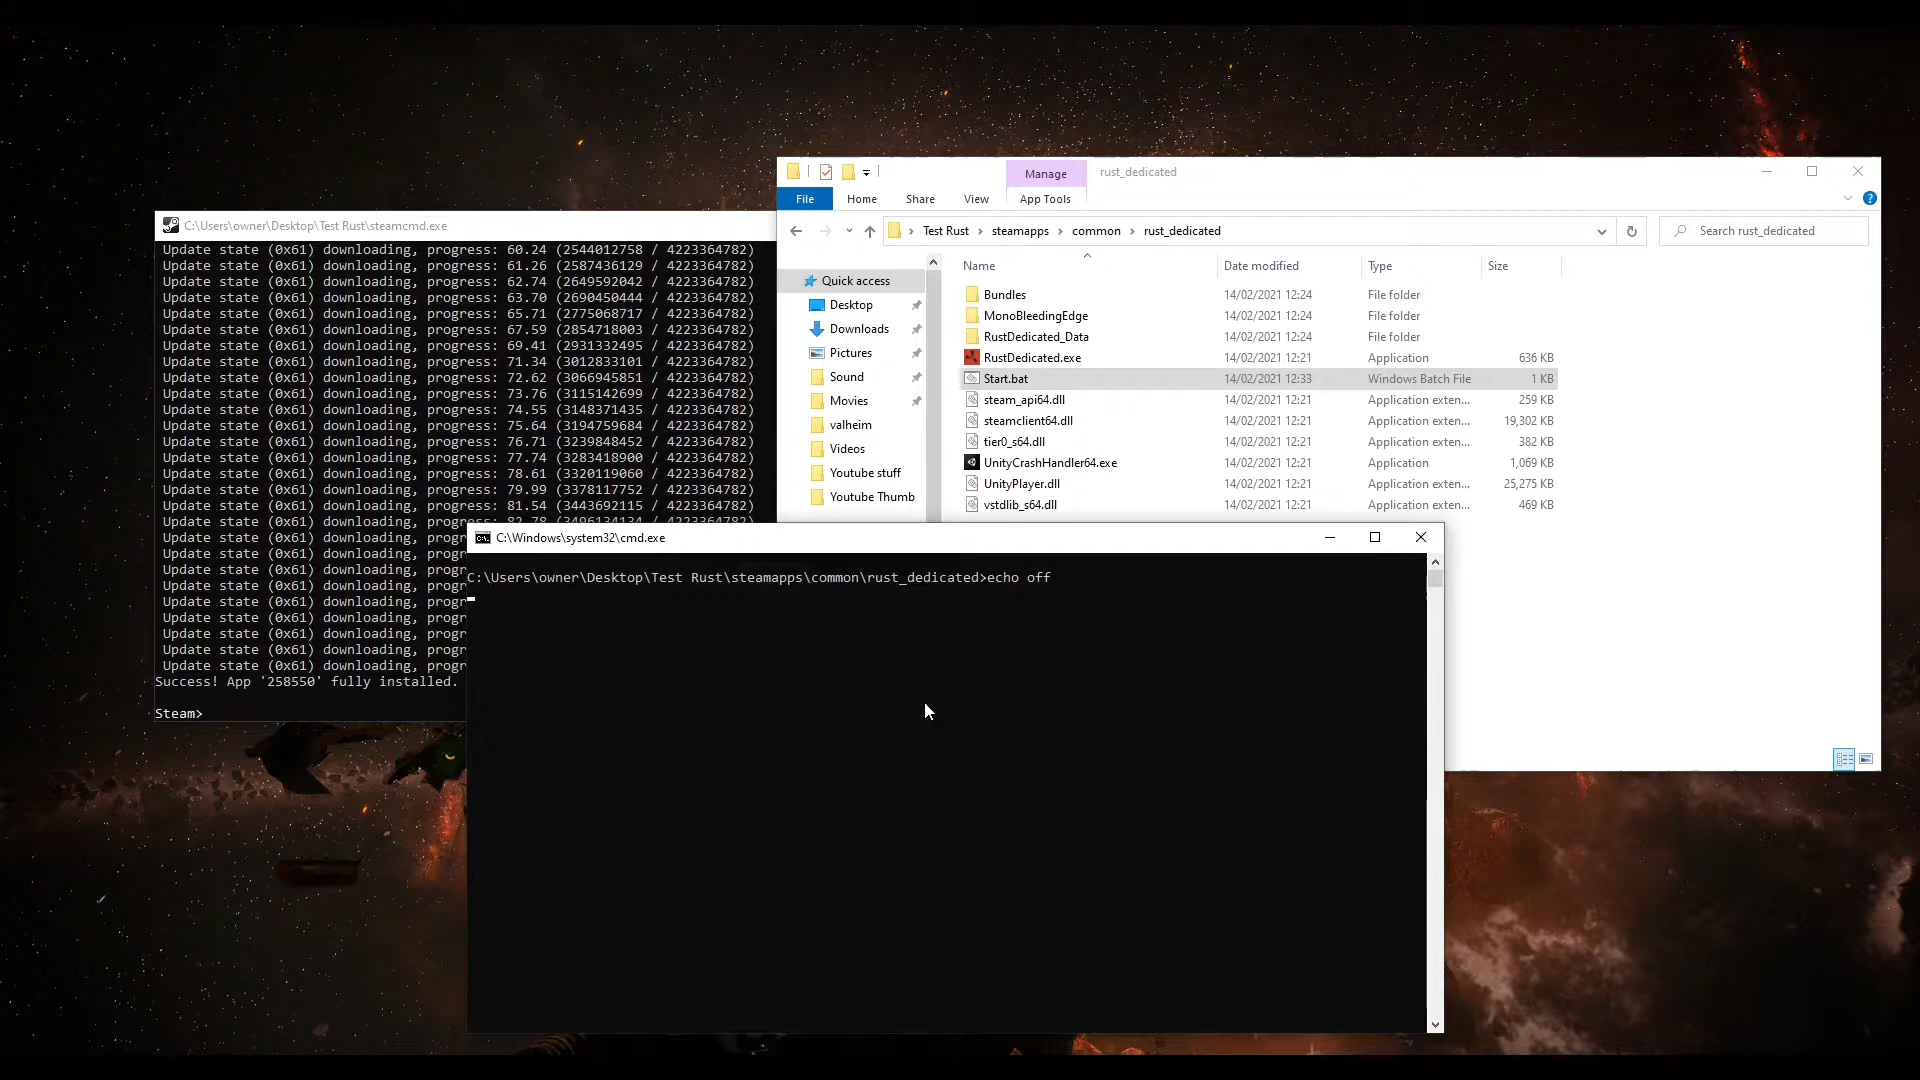 C:\Users\owner\Desktop\Test Rust\steamcmd.exe
Update state (0x61) downloading, progress: 60.24 (2544012758 / 4223364782)
Update state (0x61) downloading, progress: 61.26 (2587436129 / 4223364782)
Update state (0x61) downloading, progress: 62.74 (2649592042 / 4223364782)
Update state (0x61) downloading, progress: 63.70 (2690450444 / 4223364782)
Update state (0x61) downloading, progress: 65.71 (2775068717 / 4223364782)
Update state (0x61) downloading, progress: 67.59 (2854718003 / 4223364782)
Update state (0x61) downloading, progress: 69.41 (2931332495 / 4223364782)
Update state (0x61) downloading, progress: 71.34 (3012833101 / 4223364782)
Update state (0x61) downloading, progress: 72.62 (3066945851 / 4223364782)
Update state (0x61) downloading, progress: 73.76 (3115142699 / 4223364782)
Update state (0x61) downloading, progress: 74.55 (3148371435 / 4223364782)
Update state (0x61) downloading, progress: 75.64 (3194759684 / 4223364782)
Update state (0x61) downloading, progress: 76.71 (3239848452 / 4223364782)
Update state (0x61) downloading, progress: 77.74 (3283418900 / 4223364782)
Update state (0x61) downloading, progress: 78.61 (3320119060 / 4223364782)
Update state (0x61) downloading, progress: 79.99 (3378117752 / 4223364782)
Update state (0x61) downloading, progress: 81.54 (3443692115 / 4223364782)
Update state (0x61) downloading, progress: 82.78 (3496134134 / 4223364782)
Update state (0x61) downloading, progr
Update state (0x61) downloading, progr
Update state (0x61) downloading, progr
Update state (0x61) downloading, progr
Update state (0x61) downloading, progr
Update state (0x61) downloading, progr
Update state (0x61) downloading, progr
Update state (0x61) downloading, progr
Update state (0x61) downloading, progr
Success! App '258550' fully installed.
Steam>
Manage rust_dedicated
File Home Share View App Tools
Test Rust > steamapps > common > rust_dedicated
Search rust_dedicated
Quick access
Desktop
Downloads
Pictures
Sound
Movies
valheim
Videos
Youtube stuff
Youtube Thumb
Name Date modified Type Size
Bundles 14/02/2021 12:24 File folder
MonoBleedingEdge 14/02/2021 12:24 File folder
RustDedicated_Data 14/02/2021 12:24 File folder
RustDedicated.exe 14/02/2021 12:21 Application 636 KB
Start.bat 14/02/2021 12:33 Windows Batch File 1 KB
steam_api64.dll 14/02/2021 12:21 Application exten... 259 KB
steamclient64.dll 14/02/2021 12:21 Application exten... 19,302 KB
tier0_s64.dll 14/02/2021 12:21 Application exten... 382 KB
UnityCrashHandler64.exe 14/02/2021 12:21 Application 1,069 KB
UnityPlayer.dll 14/02/2021 12:21 Application exten... 25,275 KB
vstdlib_s64.dll 14/02/2021 12:21 Application exten... 469 KB
C:\Windows\system32\cmd.exe
C:\Users\owner\Desktop\Test Rust\steamapps\common\rust_dedicated>echo off